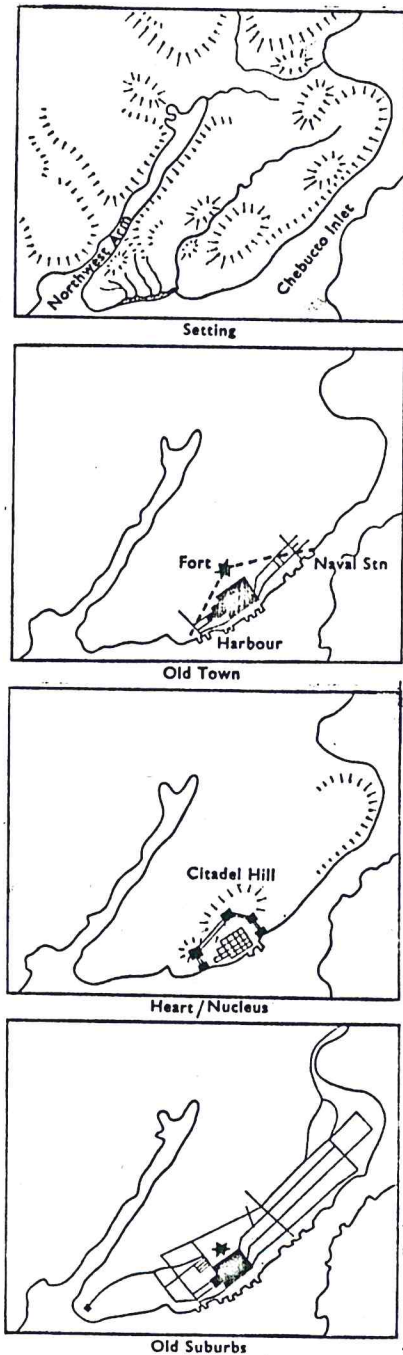 Northwest Arm
Chebucto Inlet
Setting
Fort
Naval Stn
Harbour
Old Town
Citadel Hill
Heart/Nucleus
Old Suburbs